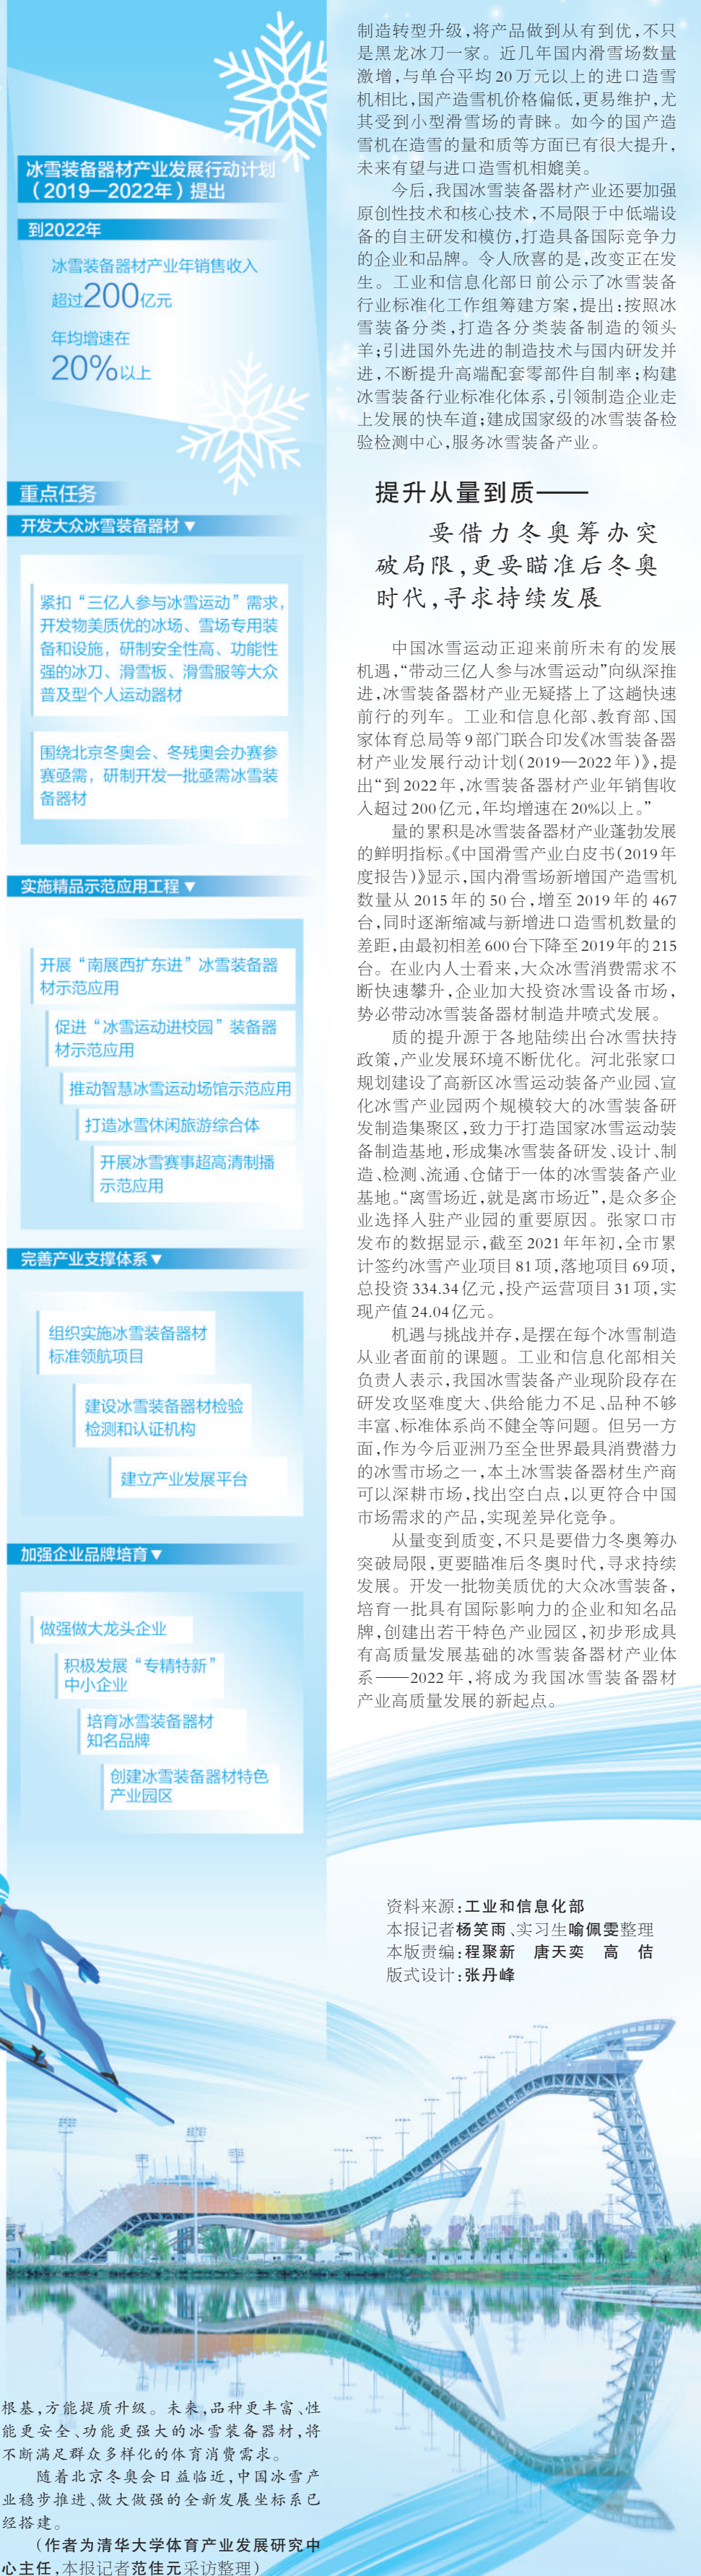 冰雪装备器材产业发展行动计划
（2019—2022年）提出
到2022年
冰雪装备器材产业年销售收入
超过200亿元
年均增速在
20%以上
重点任务
开发大众冰雪装备器材▼
紧扣“三亿人参与冰雪运动”需求，
开发物美质优的冰场、雪场专用装
备和设施，研制安全性高、功能性
强的冰刀、滑雪板、滑雪服等大众
普及型个人运动器材
围绕北京冬奥会、冬残奥会办赛参
赛亟需，研制开发一批亟需冰雪装
备器材
实施精品示范应用工程▼
开展“南展西扩东进”冰雪装备器
材示范应用
促进“冰雪运动进校园”装备器
材示范应用
推动智慧冰雪运动场馆示范应用
打造冰雪休闲旅游综合体
开展冰雪赛事超高清制播
示范应用
完善产业支撑体系▼
组织实施冰雪装备器材
标准领航项目
建设冰雪装备器材检验
检测和认证机构
建立产业发展平台
加强企业品牌培育▼
做强做大龙头企业
积极发展“专精特新”
中小企业
培育冰雪装备器材
知名品牌
创建冰雪装备器材特色
产业园区
根基，方能提质升级。未来，品种更丰富、性
能更安全、功能更强大的冰雪装备器材，将
不断满足群众多样化的体育消费需求。
随着北京冬奥会日益临近，中国冰雪产
业稳步推进、做大做强的全新发展坐标系已
经搭建。
（作者为清华大学体育产业发展研究中
心主任，本报记者范佳元采访整理）
制造转型升级，将产品做到从有到优，不只
是黑龙冰刀一家。近几年国内滑雪场数量
激增，与单台平均20万元以上的进口造雪
机相比，国产造雪机价格偏低，更易维护，尤
其受到小型滑雪场的青睐。如今的国产造
雪机在造雪的量和质等方面已有很大提升，
未来有望与进口造雪机相媲美。
今后，我国冰雪装备器材产业还要加强
原创性技术和核心技术，不局限于中低端设
备的自主研发和模仿，打造具备国际竞争力
的企业和品牌。令人欣喜的是，改变正在发
生。工业和信息化部日前公示了冰雪装备
行业标准化工作组筹建方案，提出：按照冰
雪装备分类，打造各分类装备制造的领头
羊；引进国外先进的制造技术与国内研发并
进，不断提升高端配套零部件自制率；构建
冰雪装备行业标准化体系，引领制造企业走
上发展的快车道；建成国家级的冰雪装备检
验检测中心，服务冰雪装备产业。
提升从量到质——
要借力冬奥筹办突
破局限，更要瞄准后冬奥
时代，寻求持续发展
中国冰雪运动正迎来前所未有的发展
机遇，“带动三亿人参与冰雪运动”向纵深推
进，冰雪装备器材产业无疑搭上了这趟快速
前行的列车。工业和信息化部、教育部、国
家体育总局等9部门联合印发《冰雪装备器
材产业发展行动计划（2019—2022年）》，提
出“到2022年，冰雪装备器材产业年销售收
入超过200亿元，年均增速在20%以上。”
量的累积是冰雪装备器材产业蓬勃发展
的鲜明指标。《中国滑雪产业白皮书（2019年
度报告）》显示，国内滑雪场新增国产造雪机
数量从2015年的50台，增至2019年的467
台，同时逐渐缩减与新增进口造雪机数量的
差距，由最初相差600台下降至2019年的215
台。在业内人士看来，大众冰雪消费需求不
断快速攀升，企业加大投资冰雪设备市场，
势必带动冰雪装备器材制造井喷式发展。
质的提升源于各地陆续出台冰雪扶持
政策，产业发展环境不断优化。河北张家口
规划建设了高新区冰雪运动装备产业园、宣
化冰雪产业园两个规模较大的冰雪装备研
发制造集聚区，致力于打造国家冰雪运动装
备制造基地，形成集冰雪装备研发、设计、制
造、检测、流通、仓储于一体的冰雪装备产业
基地。“离雪场近，就是离市场近”，是众多企
业选择入驻产业园的重要原因。张家口市
发布的数据显示，截至2021年年初，全市累
计签约冰雪产业项目81项，落地项目69项，
总投资334.34亿元，投产运营项目31项，实
现产值24.04亿元。
机遇与挑战并存，是摆在每个冰雪制造
从业者面前的课题。工业和信息化部相关
负责人表示，我国冰雪装备产业现阶段存在
研发攻坚难度大、供给能力不足、品种不够
丰富、标准体系尚不健全等问题。但另一方
面，作为今后亚洲乃至全世界最具消费潜力
的冰雪市场之一，本土冰雪装备器材生产商
可以深耕市场，找出空白点，以更符合中国
市场需求的产品，实现差异化竞争。
从量变到质变，不只是要借力冬奥筹办
突破局限，更要瞄准后冬奥时代，寻求持续
发展。开发一批物美质优的大众冰雪装备，
培育一批具有国际影响力的企业和知名品
牌，创建出若干特色产业园区，初步形成具
有高质量发展基础的冰雪装备器材产业体
系——2022年，将成为我国冰雪装备器材
产业高质量发展的新起点。
资料来源：工业和信息化部
本报记者杨笑雨、实习生喻佩雯整理
本版责编：程聚新　唐天奕　高　佶
版式设计：张丹峰